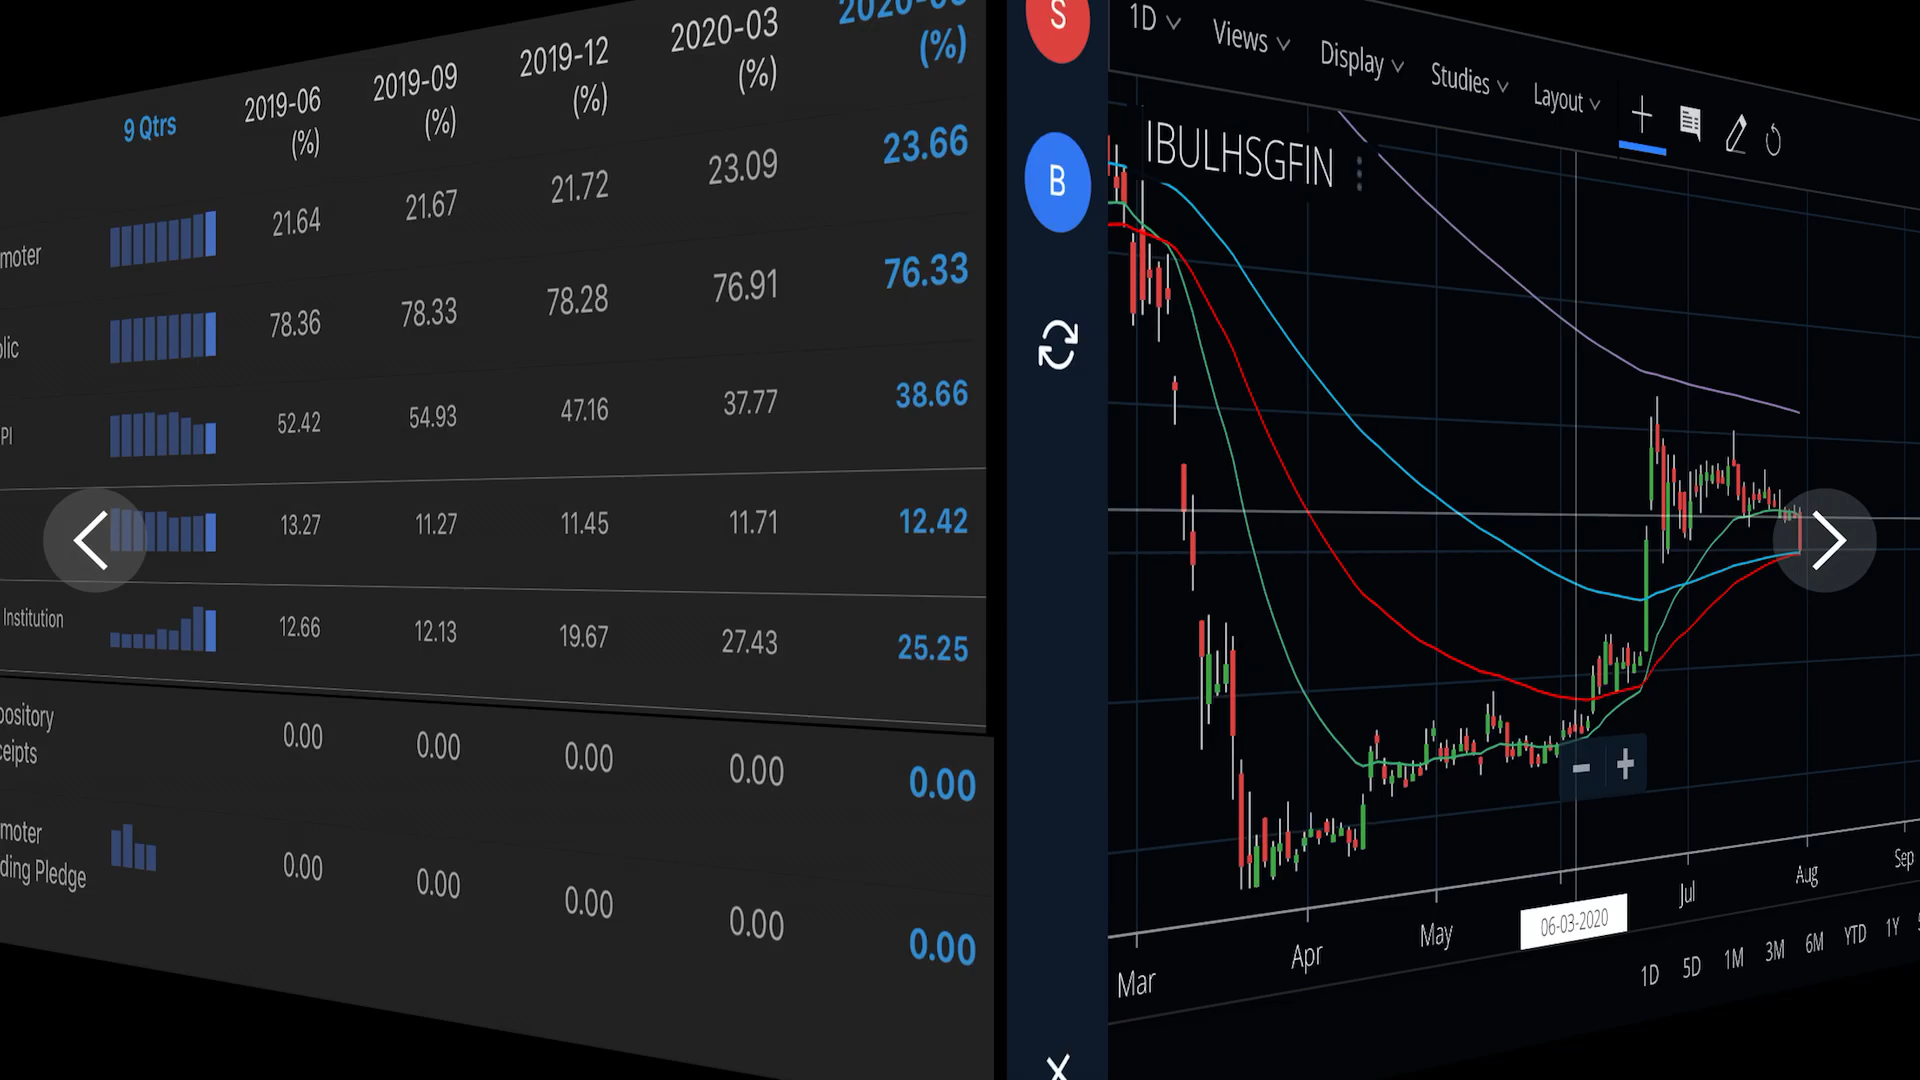 9 Qtrs 2019-06 (%) 2019-09 (%) 2019-12 (%) 2020-03 (%) (%)
moter 21.64 21.67 21.72 23.09 23.66
78.36 78.33 78.28 76.91 76.33
PI 52.42 54.93 47.16 37.77 38.66
13.27 11.27 11.45 11.71 12.42
Institution 12.66 12.13 19.67 27.43 25.25
pository
ceipts 0.00 0.00 0.00 0.00 0.00
moter
ding Pledge 0.00 0.00 0.00 0.00 0.00
S
B
1D Views Display Studies Layout
IBULHSGFIN
Mar Apr May 06-03-2020 Jul Aug Sep
1D 5D 1M 3M 6M YTD 1Y